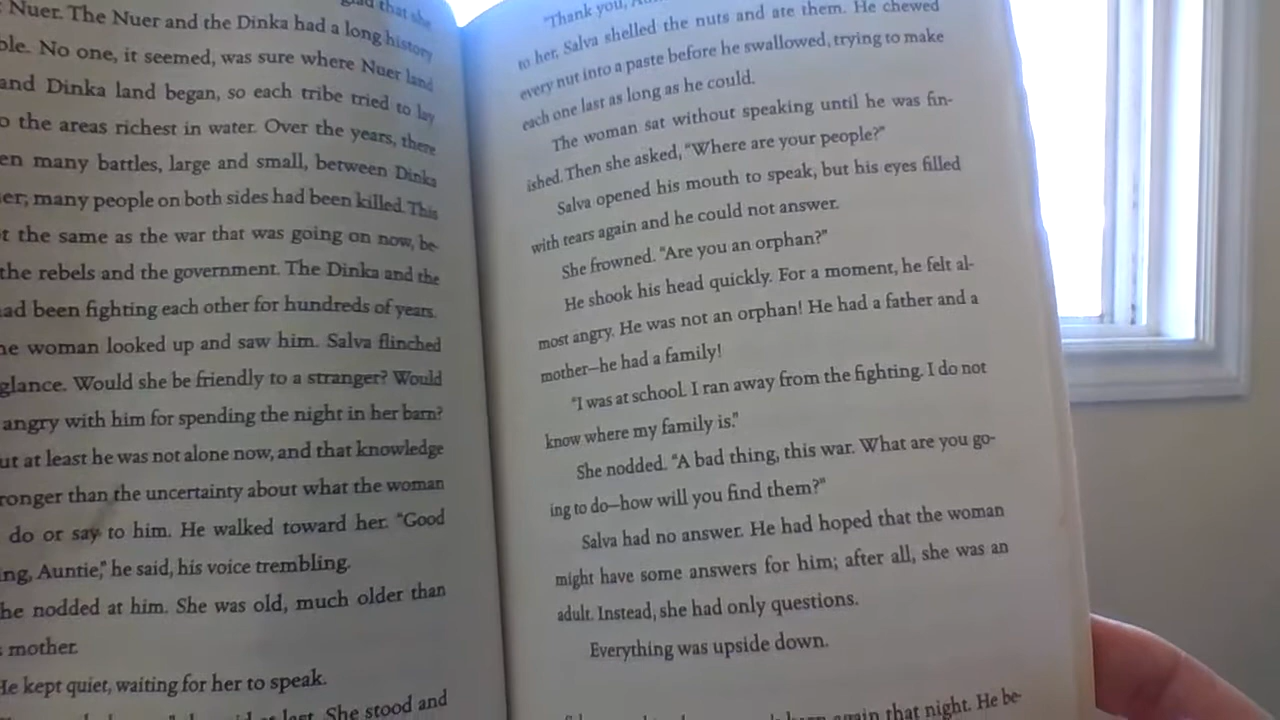 glad that she
Nuer. The Nuer and the Dinka had a long history
ble. No one, it seemed, was sure where Nuer land
and Dinka land began, so each tribe tried to lay
o the areas richest in water. Over the years, there
en many battles, large and small, between Dinka
er; many people on both sides had been killed. This
t the same as the war that was going on now, be-
the rebels and the government. The Dinka and the
ad been fighting each other for hundreds of years.
he woman looked up and saw him. Salva flinched
glance. Would she be friendly to a stranger? Would
angry with him for spending the night in her barn?
ut at least he was not alone now, and that knowledge
ronger than the uncertainty about what the woman
do or say to him. He walked toward her. “Good
ng, Auntie,” he said, his voice trembling.
he nodded at him. She was old, much older than
mother.
He kept quiet, waiting for her to speak.
last. She stood and
“Thank you,
to her. Salva shelled the nuts and ate them. He chewed
every nut into a paste before he swallowed, trying to make
each one last as long as he could.
The woman sat without speaking until he was fin-
ished. Then she asked, “Where are your people?”
Salva opened his mouth to speak, but his eyes filled
with tears again and he could not answer.
She frowned. “Are you an orphan?”
He shook his head quickly. For a moment, he felt al-
most angry. He was not an orphan! He had a father and a
mother—he had a family!
“I was at school. I ran away from the fighting. I do not
know where my family is.”
She nodded. “A bad thing, this war. What are you go-
ing to do—how will you find them?”
Salva had no answer. He had hoped that the woman
might have some answers for him; after all, she was an
adult. Instead, she had only questions.
Everything was upside down.
again that night. He be-